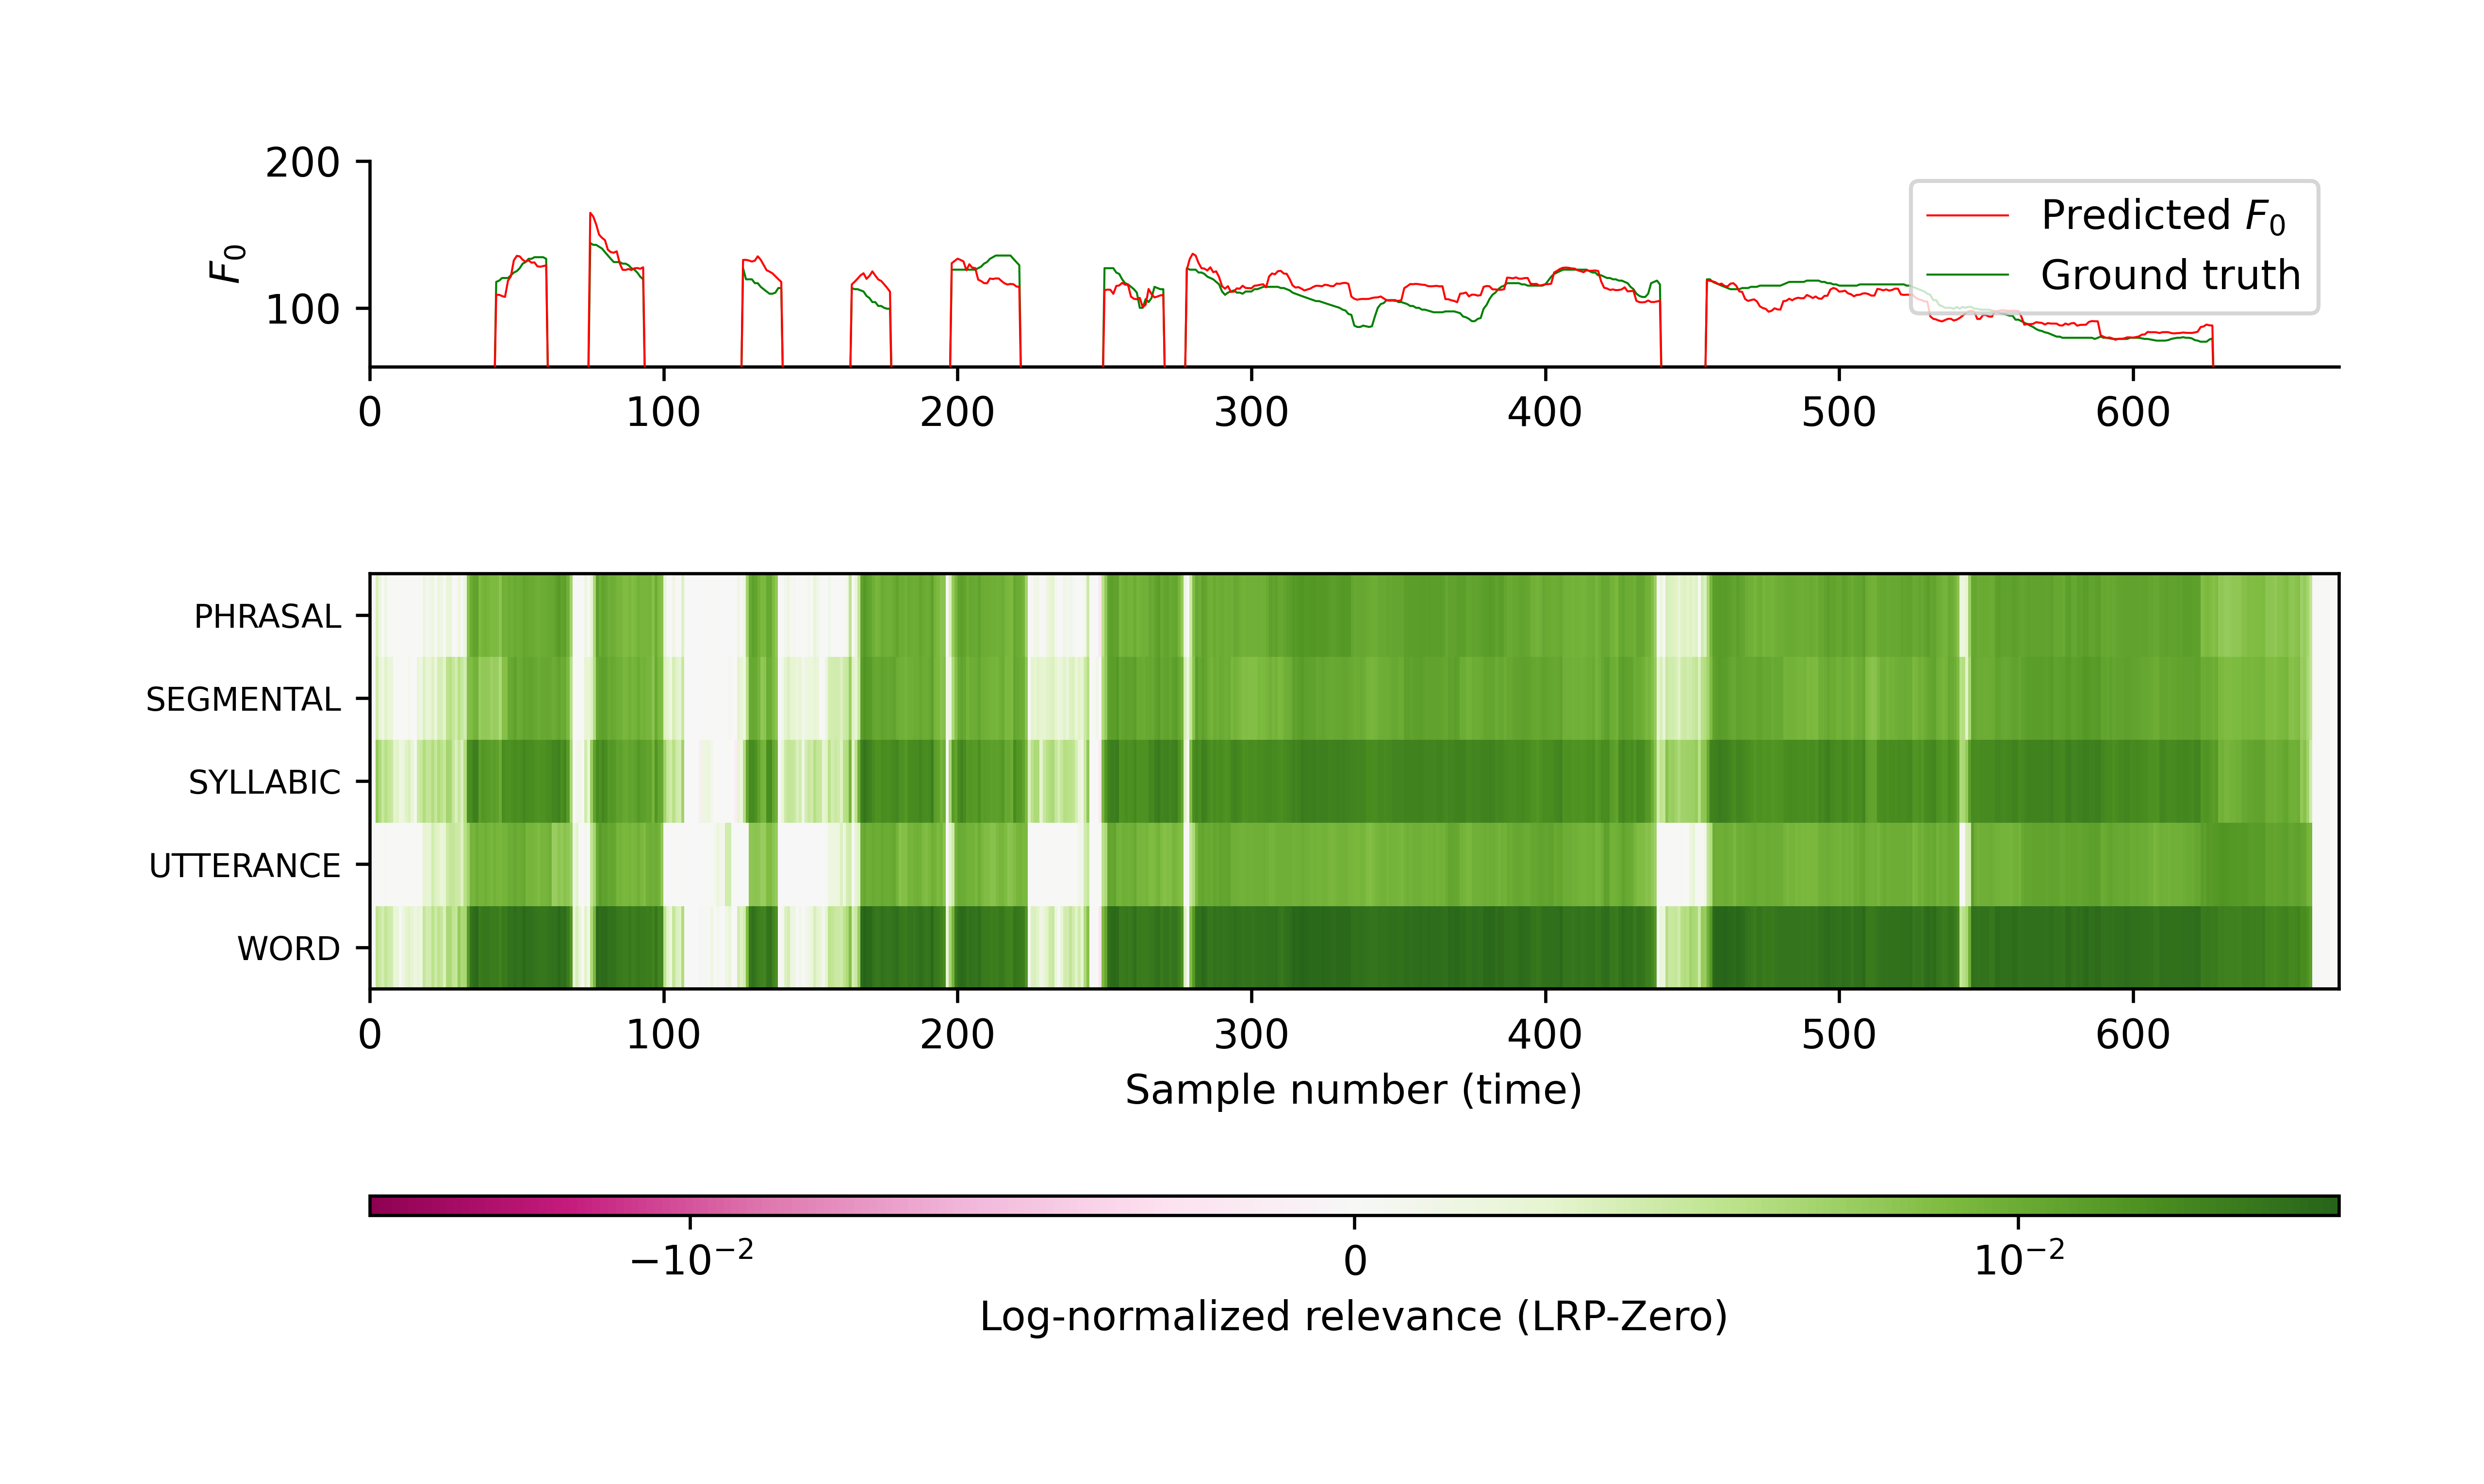 200
100
F₀
Predicted F₀
Ground truth
0 100 200 300 400 500 600
PHRASAL
SEGMENTAL
SYLLABIC
UTTERANCE
WORD
0 100 200 300 400 500 600
Sample number (time)
−10⁻² 0 10⁻²
Log-normalized relevance (LRP-Zero)